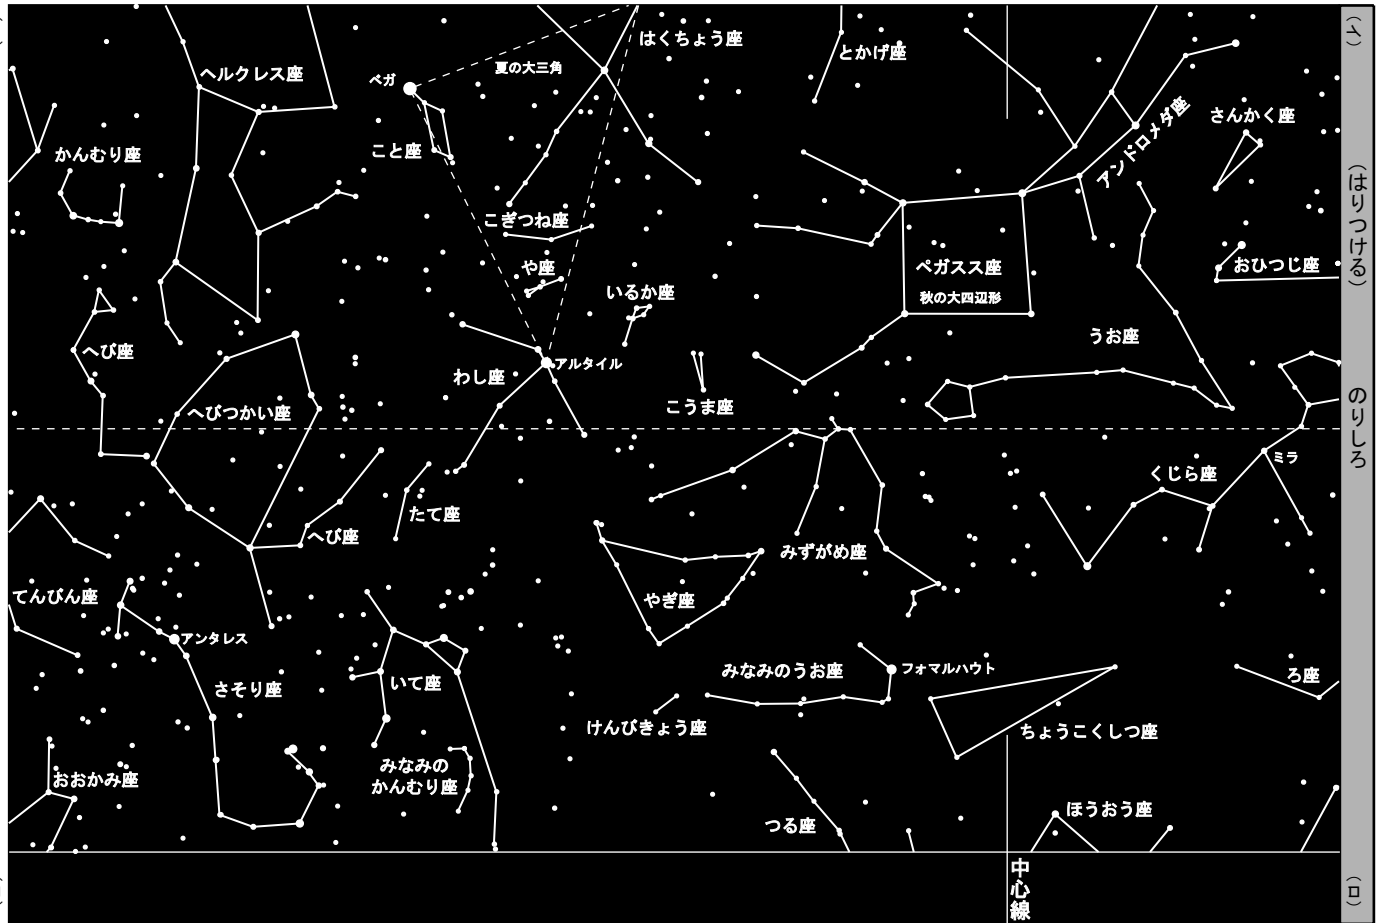 はくちょう座
とかげ座
(イ)
ヘルクレス座
ベガ
夏の大三角
さんかく座
アンドロメダ座
かんむり座
こと座
(はりつける)
こぎつね座
や座
ペガスス座
おひつじ座
いるか座
秋の大四辺形
へび座
うお座
アルタイル
わし座
こうま座
へびつかい座
のりしろ
ミラ
くじら座
たて座
へび座
みずがめ座
てんびん座
やぎ座
アンタレス
さそり座
いて座
みなみのうお座
フォマルハウト
ろ座
けんびきょう座
ちょうこくしつ座
おおかみ座
みなみの
かんむり座
つる座
ほうおう座
中心線
(ロ)